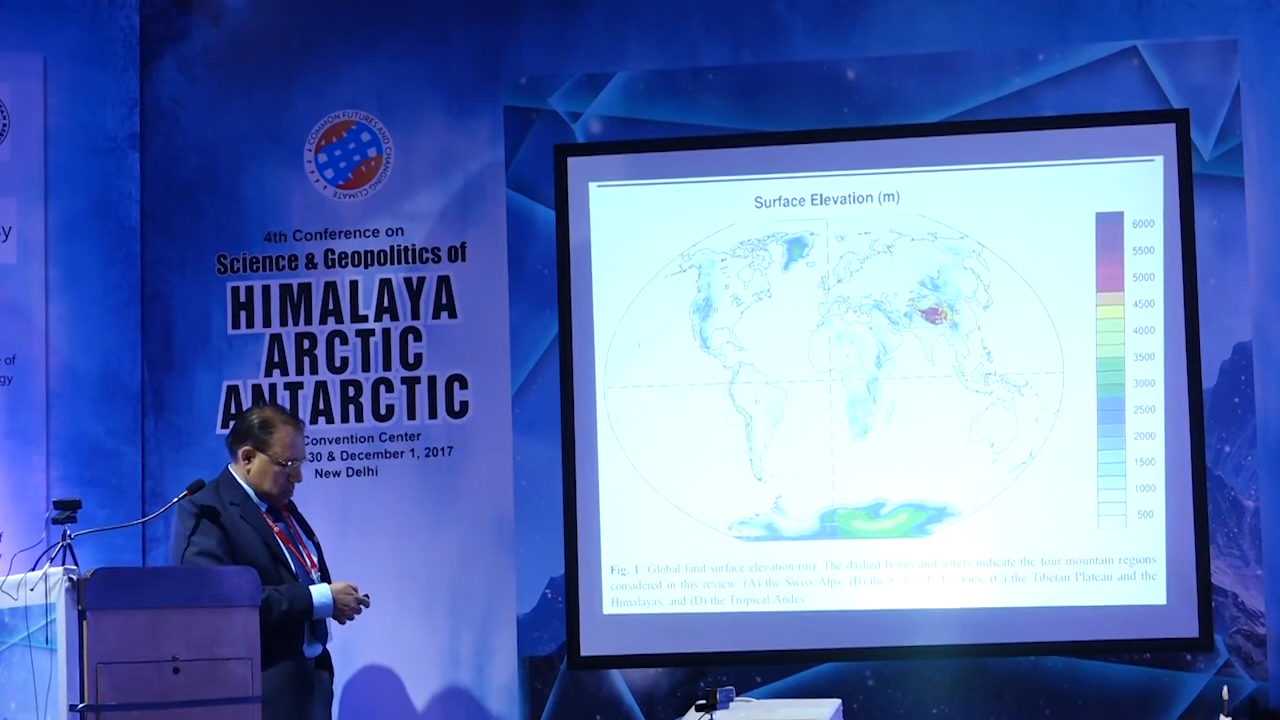 COMMON FUTURES AND CHANGING CLIMATE
4th Conference on
Science & Geopolitics of
HIMALAYA
ARCTIC
ANTARCTIC
Convention Center
30 & December 1, 2017
New Delhi
y
of
gy
Surface Elevation (m)
6000
5500
5000
4500
4000
3500
3000
2500
2000
1500
1000
500
Fig. 1 Global land surface elevation (m). The dashed boxes and letters indicate the four mountain regions
considered in this review: (A) the Swiss Alps, (B) the (C) the Tibetan Plateau and the
Himalayas, and (D) the Tropical Andes